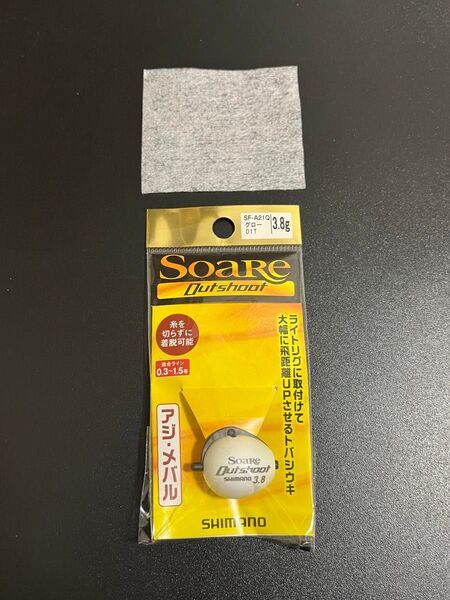 SF-A21Q
グロー
01T
3.8g
Soare
Outshoot
糸を
切らずに
着脱可能
適合ライン
0.3~1.5号
アジ・メバル
ライトリグに取付けて
大幅に飛距離UPさせるトバシウキ
Soare
Outshoot
SHIMANO 3.8
SHIMANO